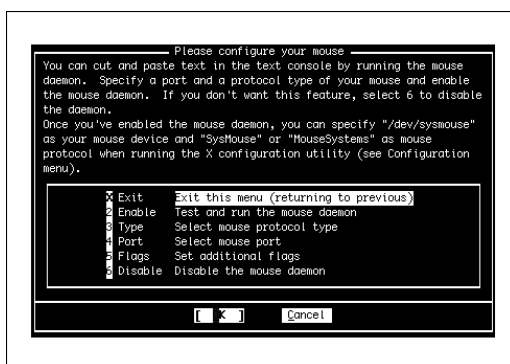 Please configure your mouse
You can cut and paste text in the text console by running the mouse
daemon.  Specify a port and a protocol type of your mouse and enable
the mouse daemon.  If you don't want this feature, select 6 to disable
the daemon.
Once you've enabled the mouse daemon, you can specify "/dev/sysmouse"
as your mouse device and "SysMouse" or "MouseSystems" as mouse
protocol when running the X configuration utility (see Configuration
menu).
X Exit     Exit this menu (returning to previous)
2 Enable   Test and run the mouse daemon
3 Type     Select mouse protocol type
4 Port     Select mouse port
5 Flags    Set additional flags
6 Disable  Disable the mouse daemon
[  K ]     Cancel